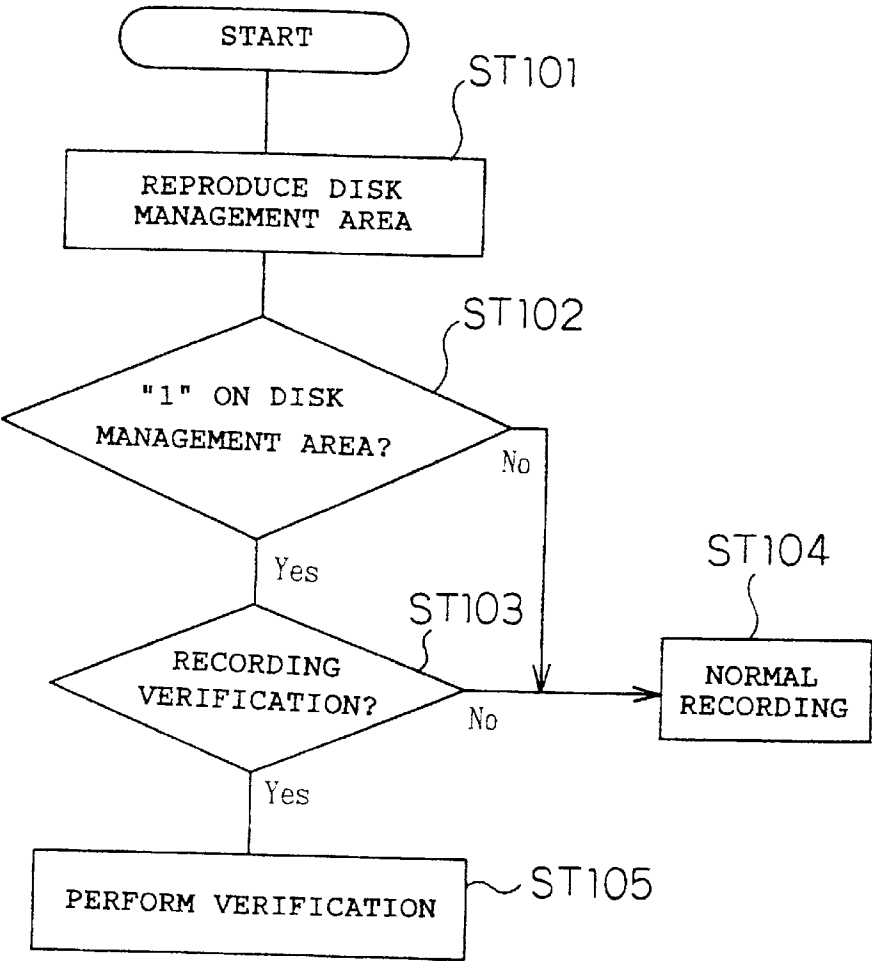 START
ST101
REPRODUCE DISK
MANAGEMENT AREA
ST102
"1" ON DISK
MANAGEMENT AREA?
No
Yes
ST104
ST103
RECORDING
VERIFICATION?
NORMAL
RECORDING
No
Yes
ST105
PERFORM VERIFICATION